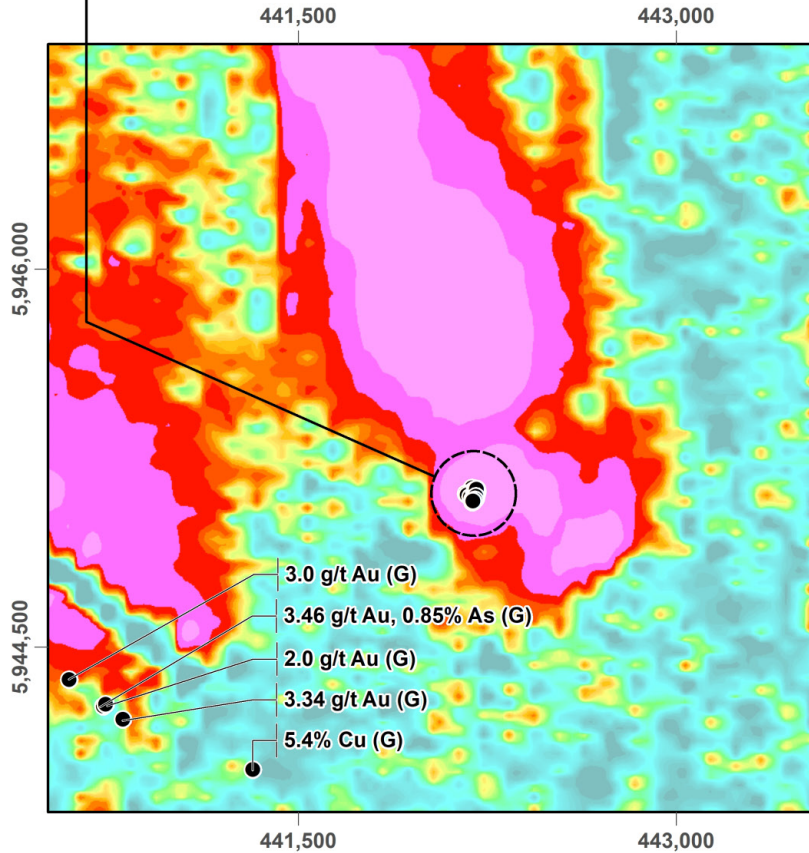 441,500
443,000
5,946,000
5,944,500
3.0 g/t Au (G)
3.46 g/t Au, 0.85% As (G)
2.0 g/t Au (G)
3.34 g/t Au (G)
5.4% Cu (G)
441,500
443,000